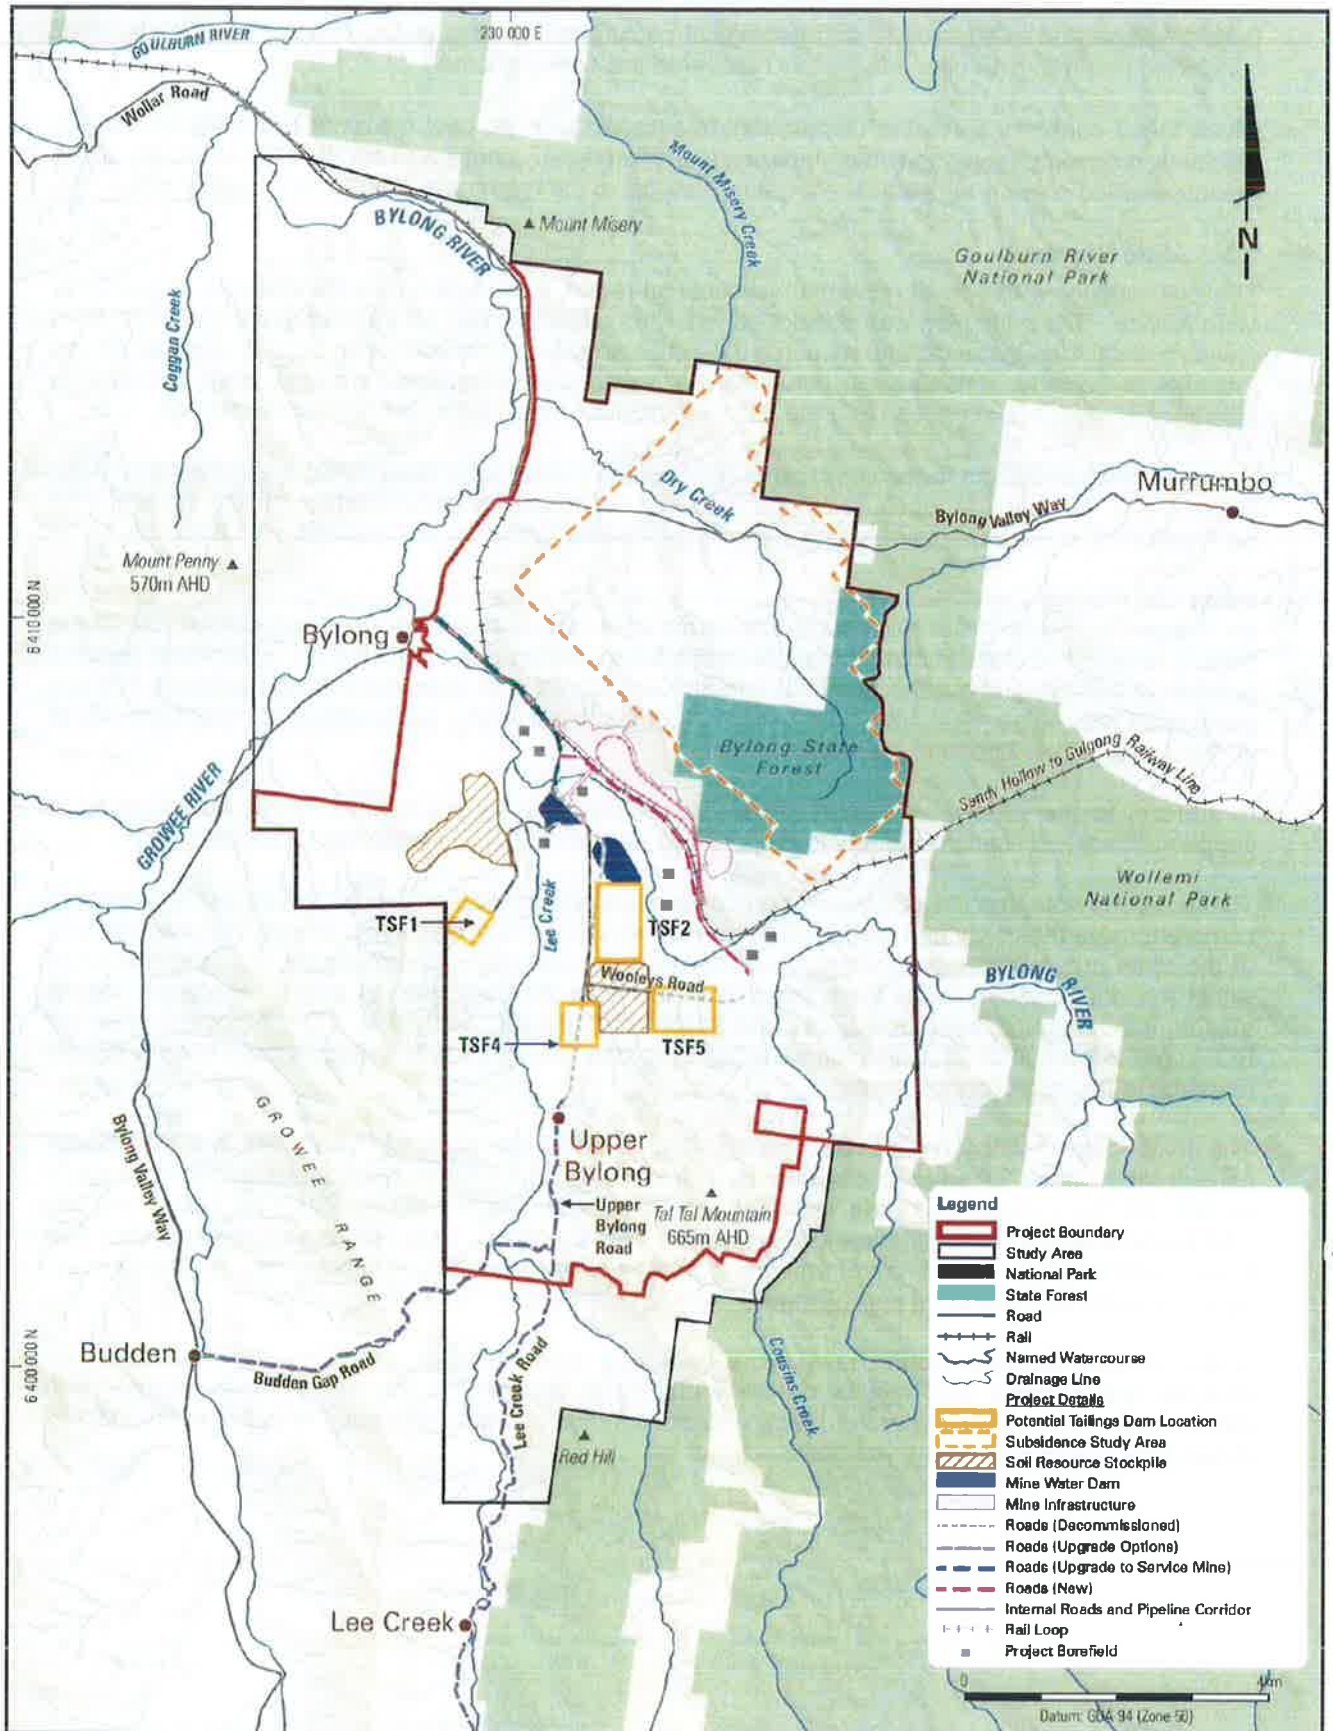 230 000 E
GOULBURN RIVER
Wollar Road
Mount Misery Creek
BYLONG RIVER
Mount Misery
N
Goulburn River
National Park
Coggan Creek
Dry Creek
Murrumbo
Bylong Valley Way
Mount Penny
570m AHD
6 410 000 N
Bylong
Bylong State
Forest
Sandy Hollow to Gulgong Railway Line
GROWEE RIVER
Wollemi
National Park
TSF1
Lee Creek
TSF2
Wooleys Road
BYLONG RIVER
TSF4
TSF5
GROWEE RANGE
Bylong Valley Way
Upper
Bylong
Upper
Bylong
Road
Tal Tal Mountain
665m AHD
Budden
Budden Gap Road
6 400 000 N
Lee Creek Road
Cousins Creek
Red Hill
Lee Creek
Legend
Project Boundary
Study Area
National Park
State Forest
Road
Rail
Named Watercourse
Drainage Line
Project Details
Potential Tailings Dam Location
Subsidence Study Area
Soil Resource Stockpile
Mine Water Dam
Mine Infrastructure
Roads (Decommissioned)
Roads (Upgrade Options)
Roads (Upgrade to Service Mine)
Roads (New)
Internal Roads and Pipeline Corridor
Rail Loop
Project Borefield
0 4km
Datum: GDA 94 (Zone 56)